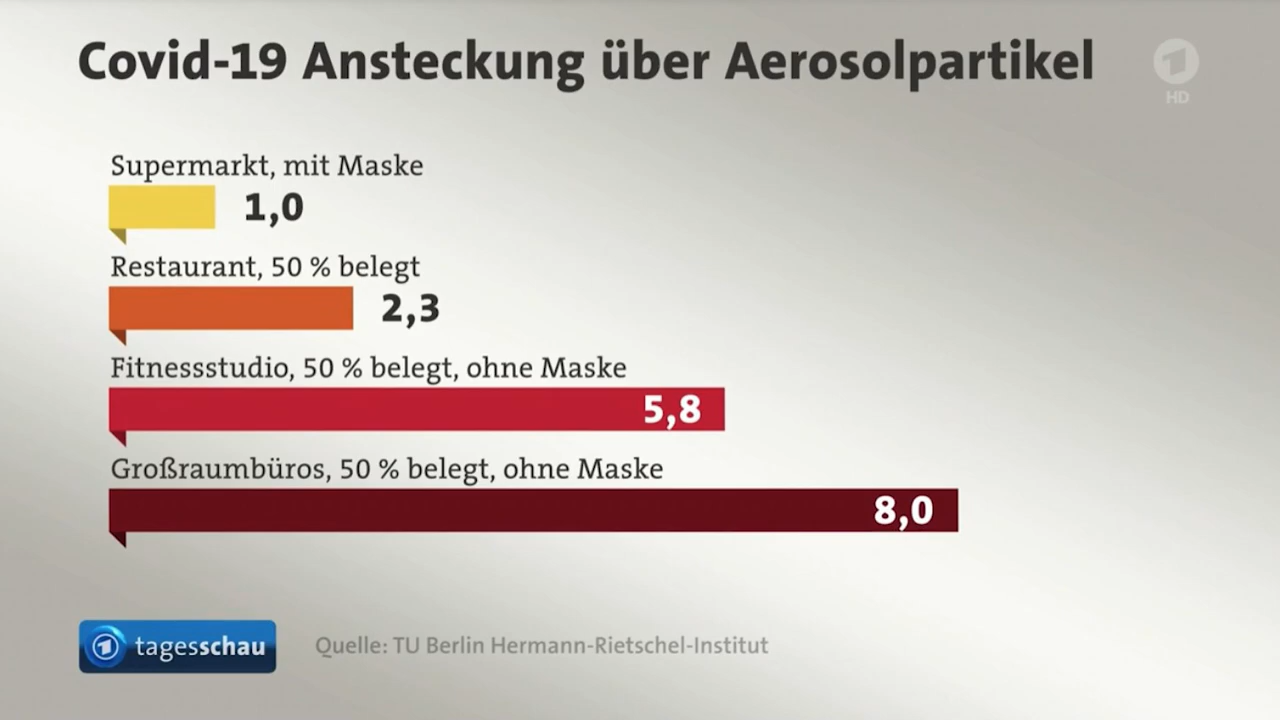 Covid-19 Ansteckung über Aerosolpartikel
HD
Supermarkt, mit Maske
1,0
Restaurant, 50 % belegt
2,3
Fitnessstudio, 50 % belegt, ohne Maske
5,8
Großraumbüros, 50 % belegt, ohne Maske
8,0
tagesschau
Quelle: TU Berlin Hermann-Rietschel-Institut